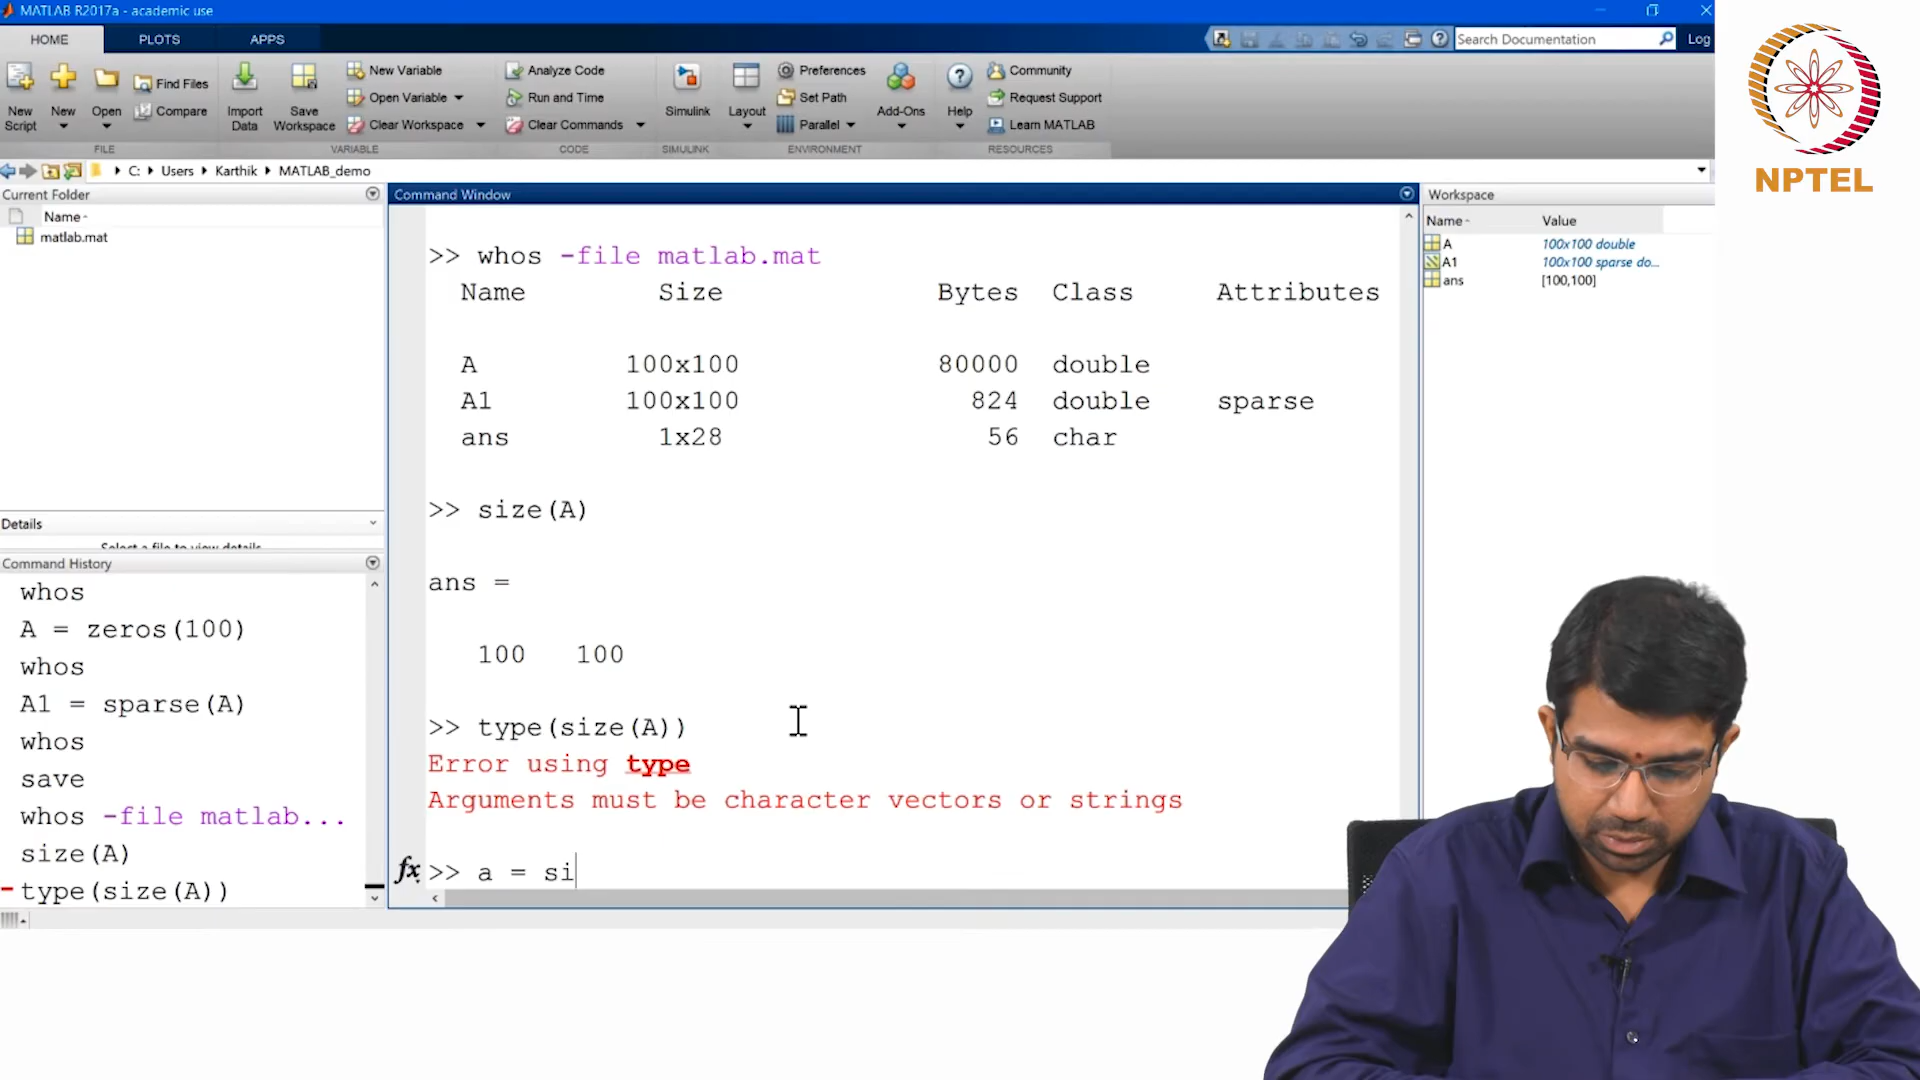 MATLAB R2017a - academic use
HOME PLOTS APPS
Search Documentation Log
New Script
New
Open
Find Files
Compare
FILE
Import Data
Save Workspace
New Variable
Open Variable
Clear Workspace
VARIABLE
Analyze Code
Run and Time
Clear Commands
CODE
Simulink
SIMULINK
Layout
Preferences
Set Path
Parallel
Add-Ons
ENVIRONMENT
Help
Community
Request Support
Learn MATLAB
RESOURCES
NPTEL
C: Users Karthik MATLAB_demo
Current Folder
Name
matlab.mat
Details
Select a file to view details
Command History
whos
A = zeros(100)
whos
A1 = sparse(A)
whos
save
whos -file matlab...
size(A)
type(size(A))
Command Window
>> whos -file matlab.mat
Name Size Bytes Class Attributes
A 100x100 80000 double
A1 100x100 824 double sparse
ans 1x28 56 char
>> size(A)
ans =
100 100
>> type(size(A))
Error using type
Arguments must be character vectors or strings
fx >> a = si
Workspace
Name Value
A 100x100 double
A1 100x100 sparse do...
ans [100,100]